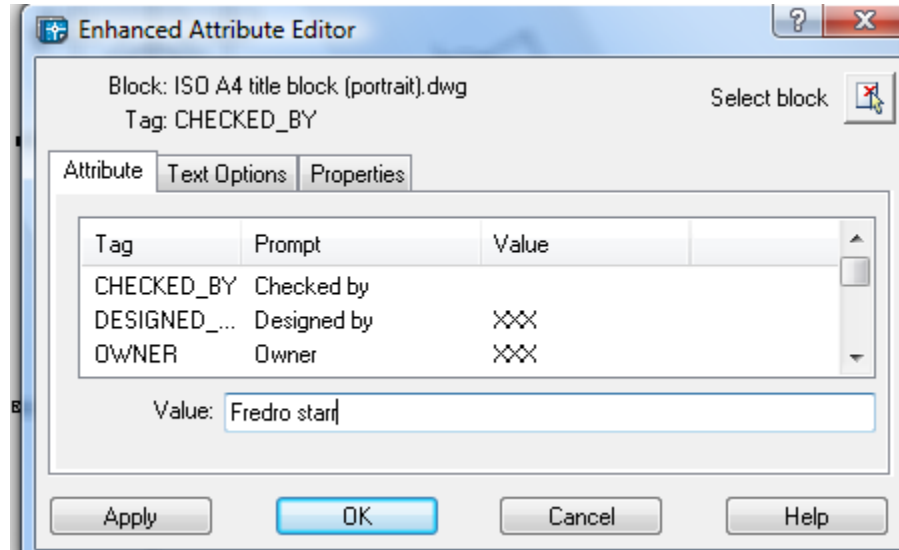 Enhanced Attribute Editor
Block: ISO A4 title block (portrait).dwg
Select block
Tag: CHECKED_BY
Attribute Text Options Properties
Tag Prompt Value
CHECKED_BY Checked by
DESIGNED_... Designed by XXX
OWNER Owner XXX
Value: Fredro starr
Apply OK Cancel Help